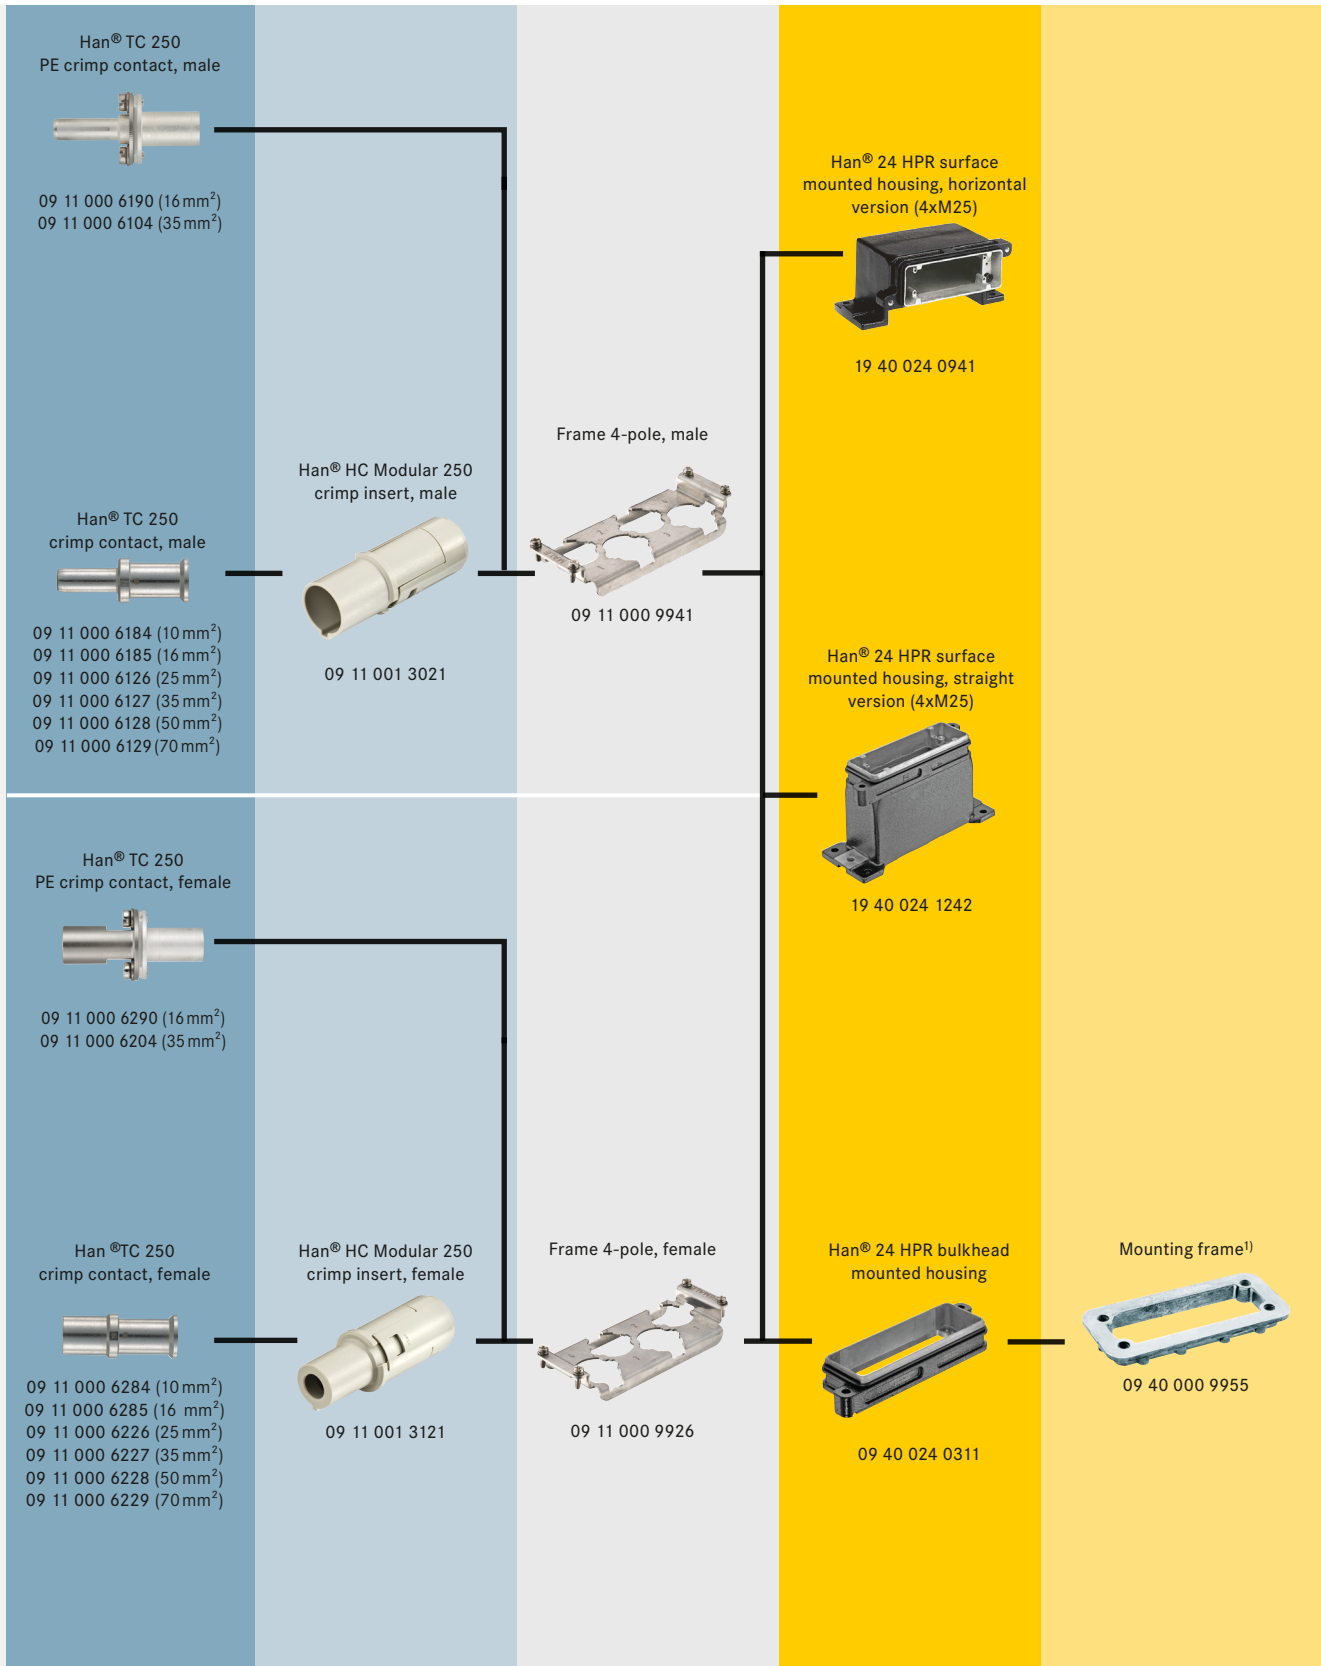 Han® TC 250
PE crimp contact, male
09 11 000 6190 (16 mm²)
09 11 000 6104 (35 mm²)
Han® TC 250
crimp contact, male
09 11 000 6184 (10 mm²)
09 11 000 6185 (16 mm²)
09 11 000 6126 (25 mm²)
09 11 000 6127 (35 mm²)
09 11 000 6128 (50 mm²)
09 11 000 6129 (70 mm²)
Han® HC Modular 250
crimp insert, male
09 11 001 3021
Frame 4-pole, male
09 11 000 9941
Han® 24 HPR surface
mounted housing, horizontal
version (4xM25)
19 40 024 0941
Han® 24 HPR surface
mounted housing, straight
version (4xM25)
19 40 024 1242
Han® TC 250
PE crimp contact, female
09 11 000 6290 (16 mm²)
09 11 000 6204 (35 mm²)
Han ®TC 250
crimp contact, female
09 11 000 6284 (10 mm²)
09 11 000 6285 (16 mm²)
09 11 000 6226 (25 mm²)
09 11 000 6227 (35 mm²)
09 11 000 6228 (50 mm²)
09 11 000 6229 (70 mm²)
Han® HC Modular 250
crimp insert, female
09 11 001 3121
Frame 4-pole, female
09 11 000 9926
Han® 24 HPR bulkhead
mounted housing
09 40 024 0311
Mounting frame¹⁾
09 40 000 9955